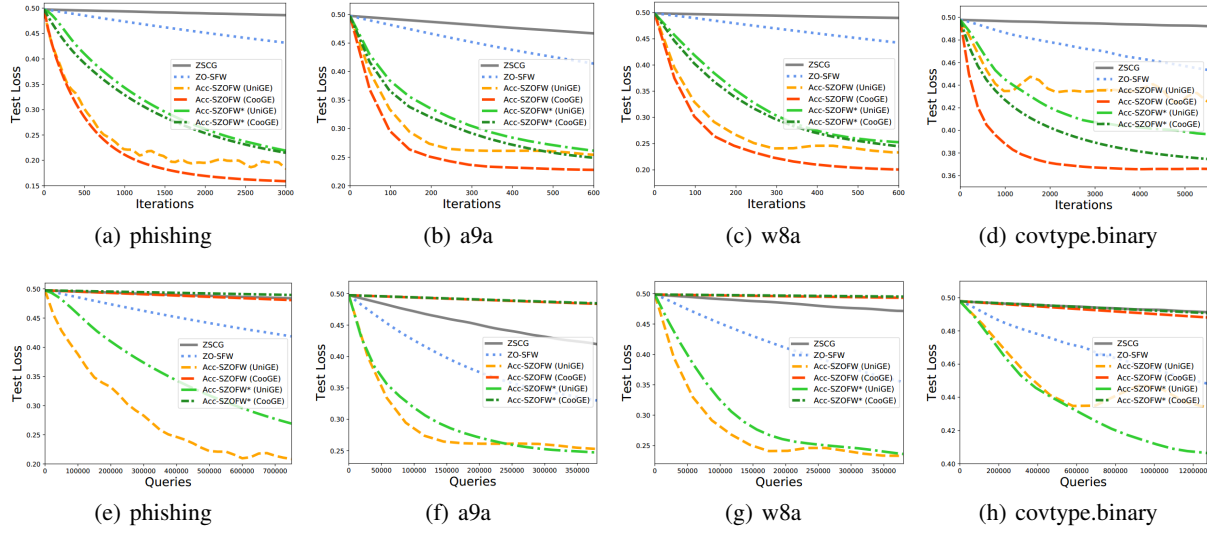 0.50
0.45
0.40
0.35
0.30
0.25
0.20
0.15
Test Loss
ZSCG
ZO-SFW
Acc-SZOFW (UniGE)
Acc-SZOFW (CooGE)
Acc-SZOFW* (UniGE)
Acc-SZOFW* (CooGE)
0 500 1000 1500 2000 2500 3000
Iterations
(a) phishing
0.50
0.45
0.40
0.35
0.30
0.25
0.20
Test Loss
ZSCG
ZO-SFW
Acc-SZOFW (UniGE)
Acc-SZOFW (CooGE)
Acc-SZOFW* (UniGE)
Acc-SZOFW* (CooGE)
0 100 200 300 400 500 600
Iterations
(b) a9a
0.50
0.45
0.40
0.35
0.30
0.25
0.20
Test Loss
ZSCG
ZO-SFW
Acc-SZOFW (UniGE)
Acc-SZOFW (CooGE)
Acc-SZOFW* (UniGE)
Acc-SZOFW* (CooGE)
0 100 200 300 400 500 600
Iterations
(c) w8a
0.50
0.48
0.46
0.44
0.42
0.40
0.38
0.36
Test Loss
ZSCG
ZO-SFW
Acc-SZOFW (UniGE)
Acc-SZOFW (CooGE)
Acc-SZOFW* (UniGE)
Acc-SZOFW* (CooGE)
0 1000 2000 3000 4000 5000
Iterations
(d) covtype.binary
0.50
0.45
0.40
0.35
0.30
0.25
0.20
Test Loss
ZSCG
ZO-SFW
Acc-SZOFW (UniGE)
Acc-SZOFW (CooGE)
Acc-SZOFW* (UniGE)
Acc-SZOFW* (CooGE)
0 100000 200000 300000 400000 500000 600000 700000
Queries
(e) phishing
0.50
0.45
0.40
0.35
0.30
0.25
Test Loss
ZSCG
ZO-SFW
Acc-SZOFW (UniGE)
Acc-SZOFW (CooGE)
Acc-SZOFW* (UniGE)
Acc-SZOFW* (CooGE)
0 50000 100000 150000 200000 250000 300000 350000
Queries
(f) a9a
0.50
0.45
0.40
0.35
0.30
0.25
Test Loss
ZSCG
ZO-SFW
Acc-SZOFW (UniGE)
Acc-SZOFW (CooGE)
Acc-SZOFW* (UniGE)
Acc-SZOFW* (CooGE)
0 50000 100000 150000 200000 250000 300000 350000
Queries
(g) w8a
0.50
0.48
0.46
0.44
0.42
0.40
Test Loss
ZSCG
ZO-SFW
Acc-SZOFW (UniGE)
Acc-SZOFW (CooGE)
Acc-SZOFW* (UniGE)
Acc-SZOFW* (CooGE)
0 200000 400000 600000 800000 1000000
Queries
(h) covtype.binary